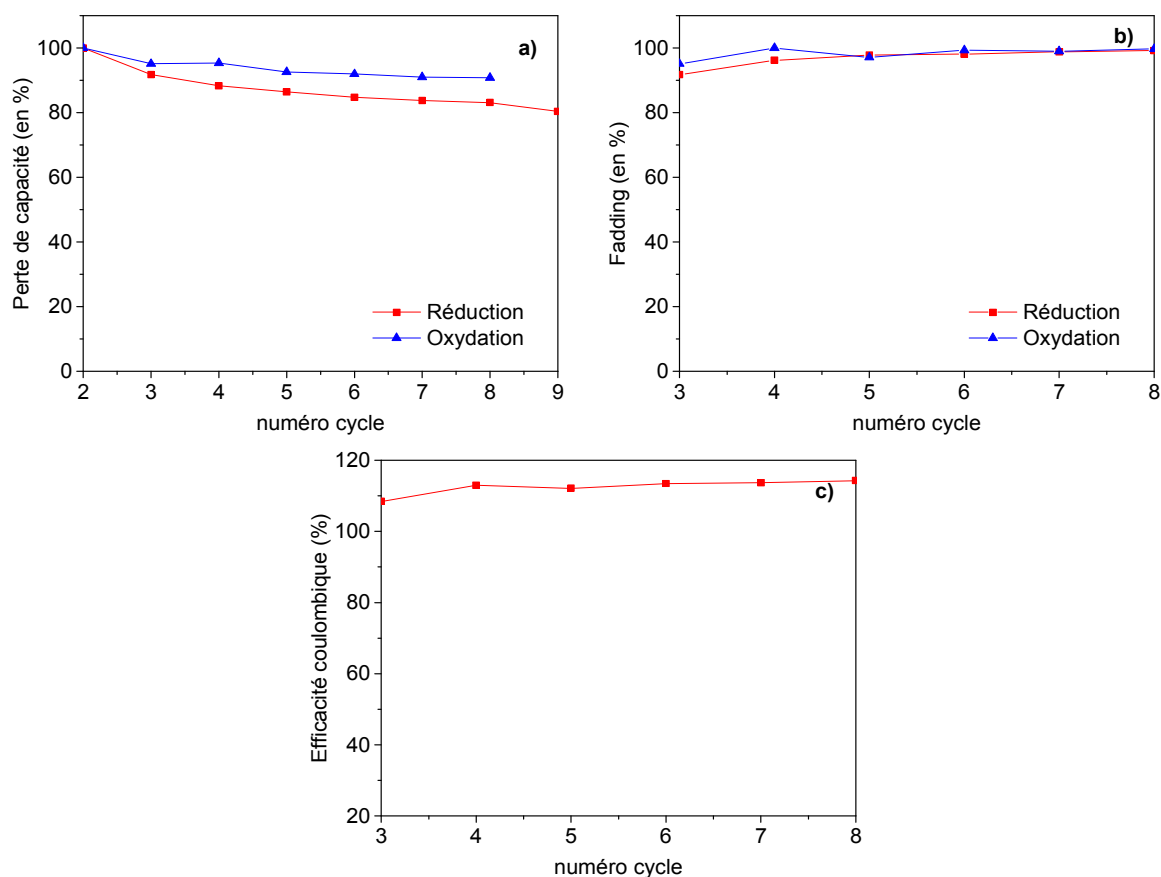 a)
Perte de capacité (en %)
100
80
60
40
20
0
Réduction
Oxydation
2 3 4 5 6 7 8 9
numéro cycle
b)
Fadding (en %)
100
80
60
40
20
0
Réduction
Oxydation
3 4 5 6 7 8
numéro cycle
c)
Efficacité coulombique (%)
120
100
80
60
40
20
3 4 5 6 7 8
numéro cycle